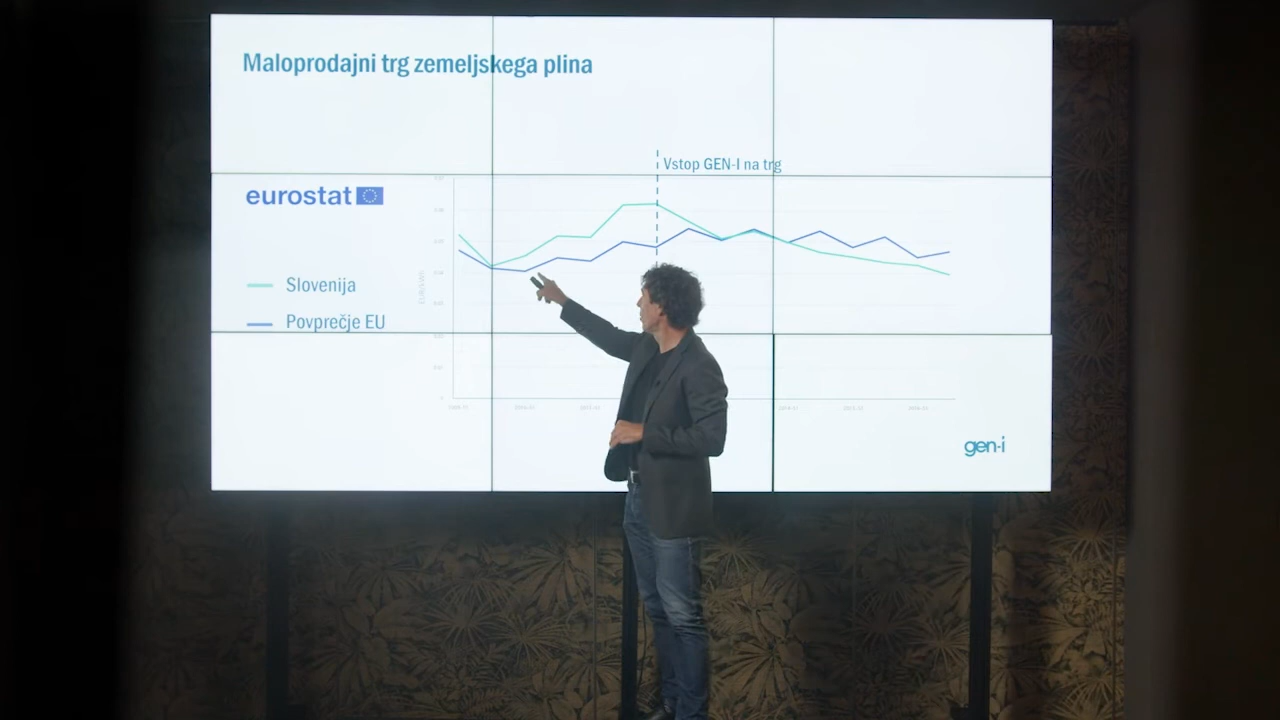 Maloprodajni trg zemeljskega plina
Vstop GEN-I na trg
eurostat
Slovenija
Povprečje EU
gen-i